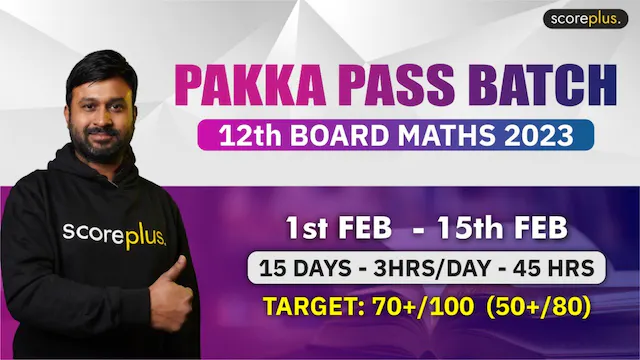 scoreplus.
PAKKA PASS BATCH
12th BOARD MATHS 2023
scoreplus.
1st FEB - 15th FEB
15 DAYS - 3HRS/DAY - 45 HRS
TARGET: 70+/100 (50+/80)